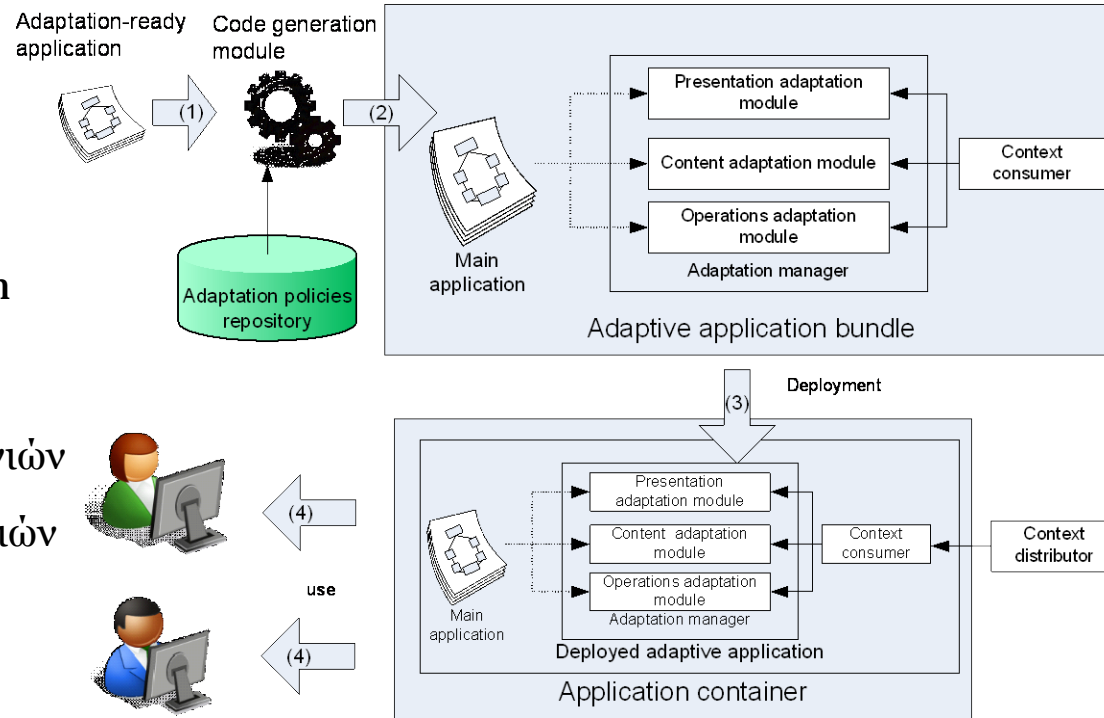 Adaptation-ready
application
Code generation
module
(1)
(2)
Adaptation policies
repository
Main
application
Presentation adaptation
module
Content adaptation module
Operations adaptation
module
Adaptation manager
Context
consumer
Adaptive application bundle
(3)
Deployment
(4)
use
(4)
Main
application
Presentation
adaptation module
Content adaptation
module
Operations adaptation
module
Adaptation manager
Context
consumer
Context
distributor
Deployed adaptive application
Application container